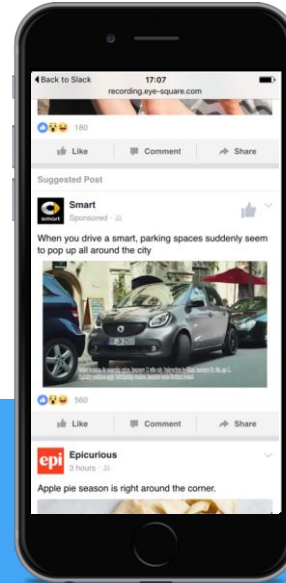 Back to Slack 17:07
recording.eye-square.com
180
Like Comment Share
Suggested Post
Smart
Sponsored
When you drive a smart, parking spaces suddenly seem
to pop up all around the city
560
Like Comment Share
epi
Epicurious
3 hours
Apple pie season is right around the corner.